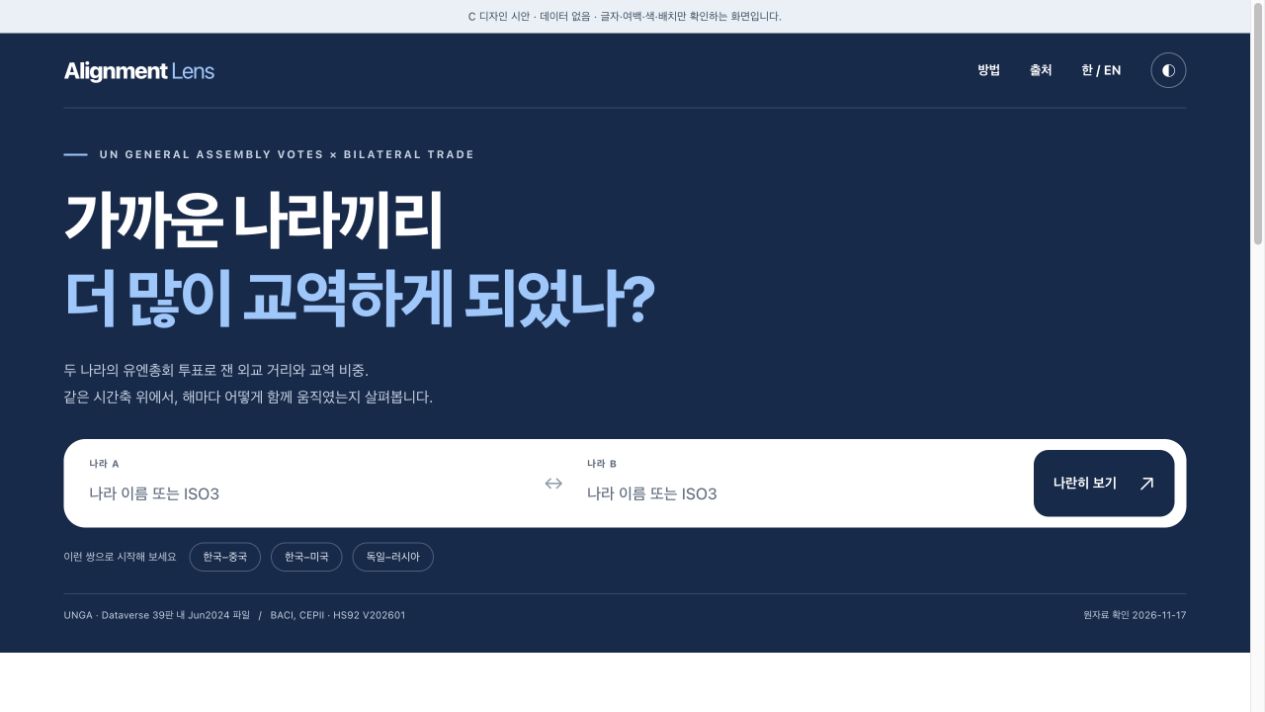 C 디자인 시안 · 데이터 없음 · 글자·여백·색·배치만 확인하는 화면입니다.
Alignment Lens
방법
출처
한 / EN
UN GENERAL ASSEMBLY VOTES × BILATERAL TRADE
가까운 나라끼리
더 많이 교역하게 되었나?
두 나라의 유엔총회 투표로 잰 외교 거리와 교역 비중.
같은 시간축 위에서, 해마다 어떻게 함께 움직였는지 살펴봅니다.
나라 A
나라 이름 또는 ISO3
↔
나라 B
나라 이름 또는 ISO3
나란히 보기 ↗
이런 쌍으로 시작해 보세요
한국–중국
한국–미국
독일–러시아
UNGA · Dataverse 39판 내 Jun2024 파일 / BACI, CEPII · HS92 V202601
원자료 확인 2026-11-17